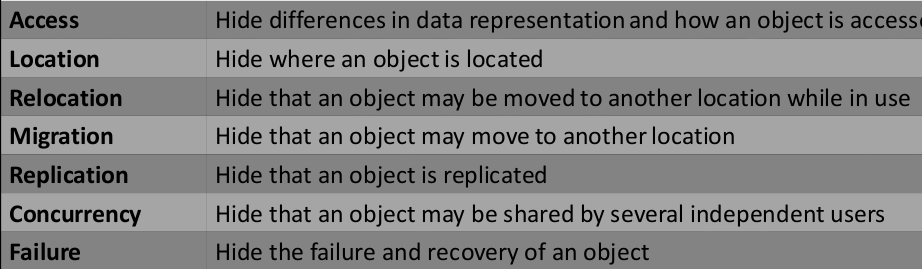 Access Hide differences in data representation and how an object is access
Location Hide where an object is located
Relocation Hide that an object may be moved to another location while in use
Migration Hide that an object may move to another location
Replication Hide that an object is replicated
Concurrency Hide that an object may be shared by several independent users
Failure Hide the failure and recovery of an object